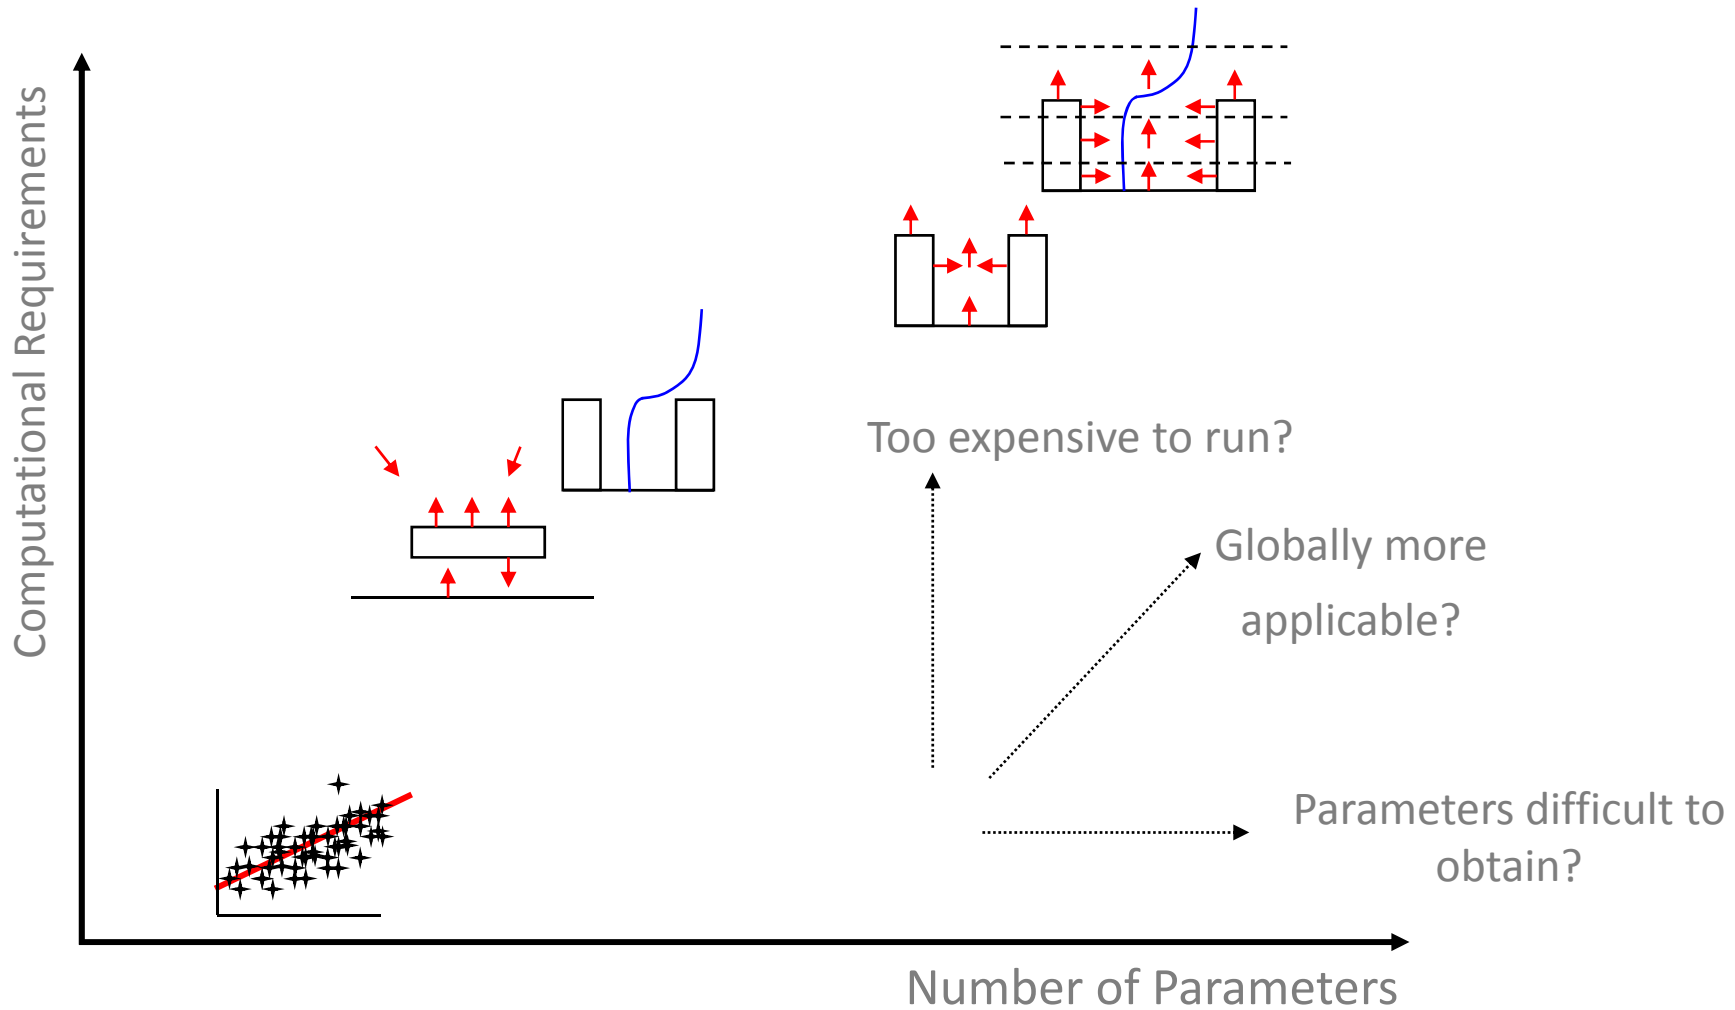 Computational Requirements
Too expensive to run?
Globally more
applicable?
Parameters difficult to
obtain?
Number of Parameters